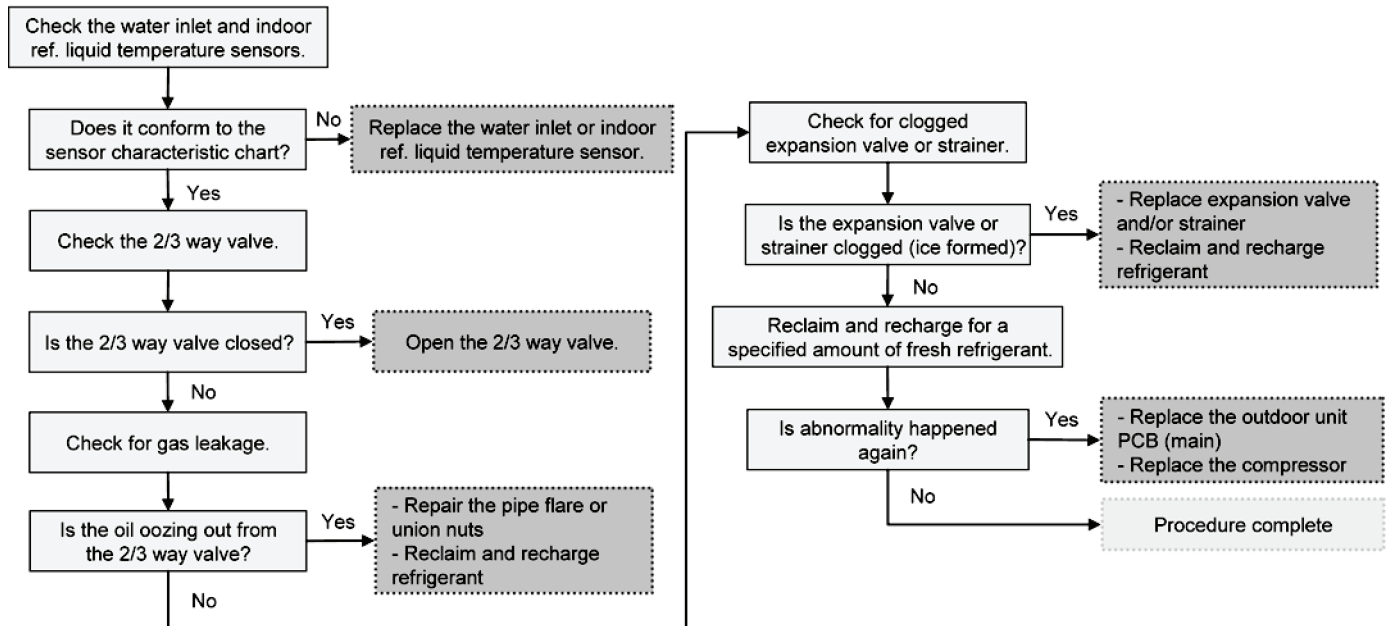 Check the water inlet and indoor
ref. liquid temperature sensors.
Does it conform to the
sensor characteristic chart?
No
Replace the water inlet or indoor
ref. liquid temperature sensor.
Yes
Check the 2/3 way valve.
Is the 2/3 way valve closed?
Yes
Open the 2/3 way valve.
No
Check for gas leakage.
Is the oil oozing out from
the 2/3 way valve?
Yes
- Repair the pipe flare or
union nuts
- Reclaim and recharge
refrigerant
No
Check for clogged
expansion valve or strainer.
Is the expansion valve or
strainer clogged (ice formed)?
Yes
- Replace expansion valve
and/or strainer
- Reclaim and recharge
refrigerant
No
Reclaim and recharge for a
specified amount of fresh refrigerant.
Is abnormality happened
again?
Yes
- Replace the outdoor unit
PCB (main)
- Replace the compressor
No
Procedure complete